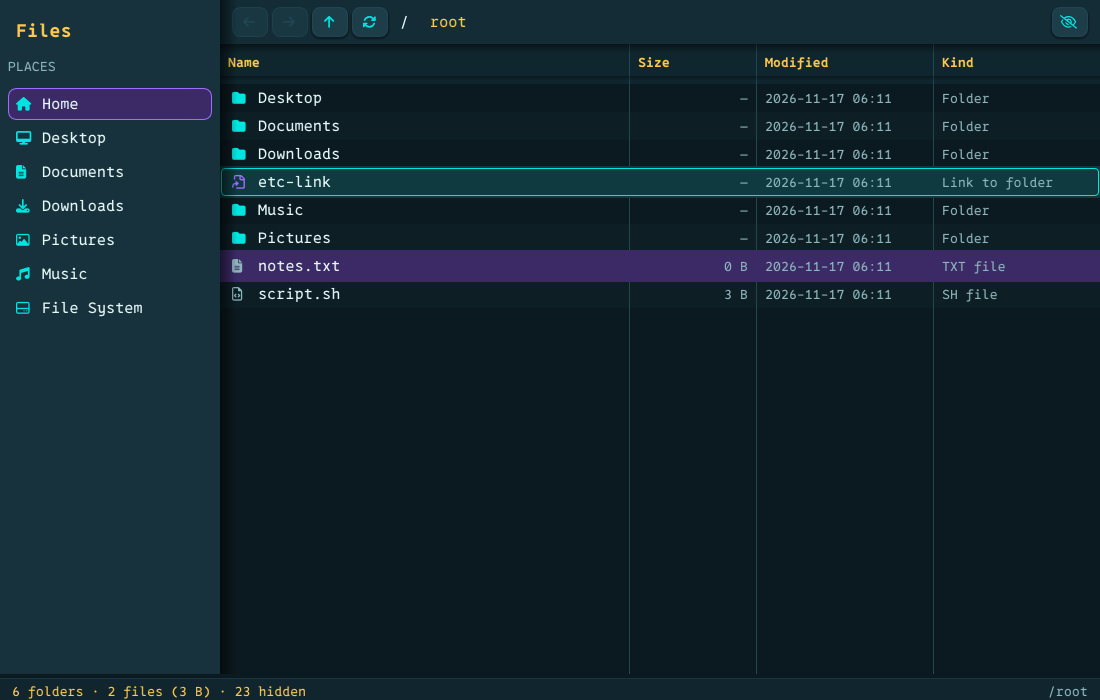 Files
PLACES
Home
Desktop
Documents
Downloads
Pictures
Music
File System
/ root
Name Size Modified Kind
Desktop — 2026-11-17 06:11 Folder
Documents — 2026-11-17 06:11 Folder
Downloads — 2026-11-17 06:11 Folder
etc-link — 2026-11-17 06:11 Link to folder
Music — 2026-11-17 06:11 Folder
Pictures — 2026-11-17 06:11 Folder
notes.txt 0 B 2026-11-17 06:11 TXT file
script.sh 3 B 2026-11-17 06:11 SH file
6 folders · 2 files (3 B) · 23 hidden /root